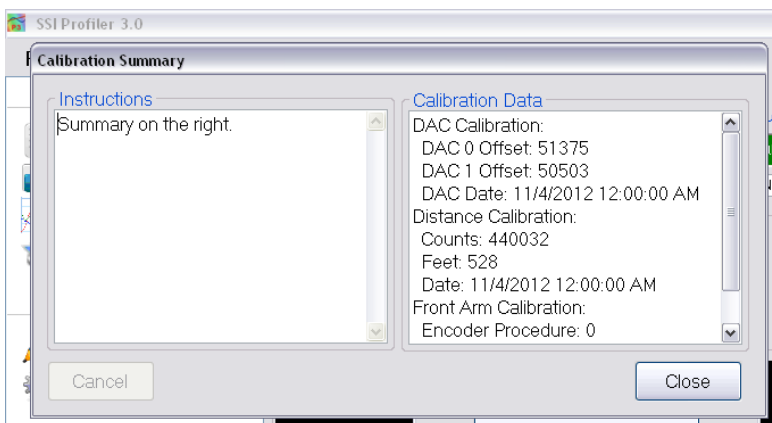 SSI Profiler 3.0
Calibration Summary
Instructions
Summary on the right.
Calibration Data
DAC Calibration:
DAC 0 Offset: 51375
DAC 1 Offset: 50503
DAC Date: 11/4/2012 12:00:00 AM
Distance Calibration:
Counts: 440032
Feet: 528
Date: 11/4/2012 12:00:00 AM
Front Arm Calibration:
Encoder Procedure: 0
Cancel
Close